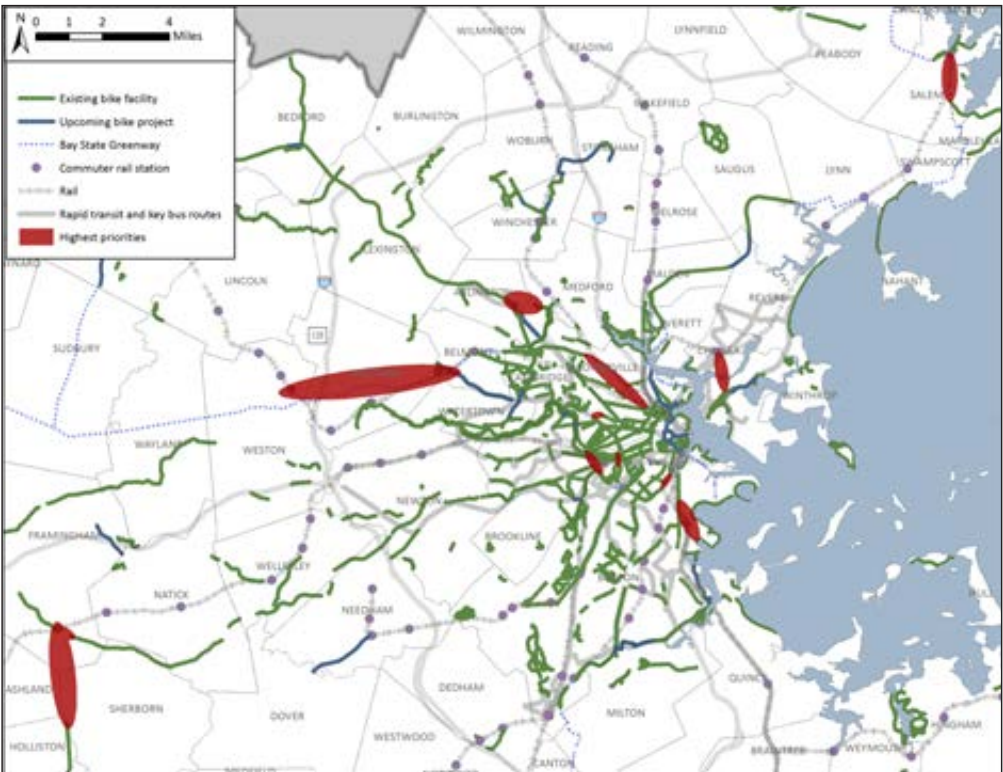 N
0 1 2 4
Miles
Existing bike facility
Upcoming bike project
Bay State Greenway
Commuter rail station
Rail
Rapid transit and key bus routes
Highest priorities
WILMINGTON
LYNNFIELD
READING
PEABODY
WAKEFIELD
SALEM
BEDFORD
BURLINGTON
WOBURN
STONEHAM
SAUGUS
LYNN
SWAMPSCOTT
MELROSE
WINCHESTER
LEXINGTON
LINCOLN
MEDFORD
MALDEN
NAHANT
REVERE
EVERETT
128
SUDBURY
WINTHROP
WATERTOWN
WAYLAND
WESTON
NEWTON
FRAMINGHAM
BROOKLINE
WELLESLEY
NATICK
NEEDHAM
ASHLAND
SHERBORN
DEDHAM
QUINCY
DOVER
MILTON
HOLLISTON
WESTWOOD
HINGHAM
BRAINTREE
WEYMOUTH
CANTON
MEDFIELD